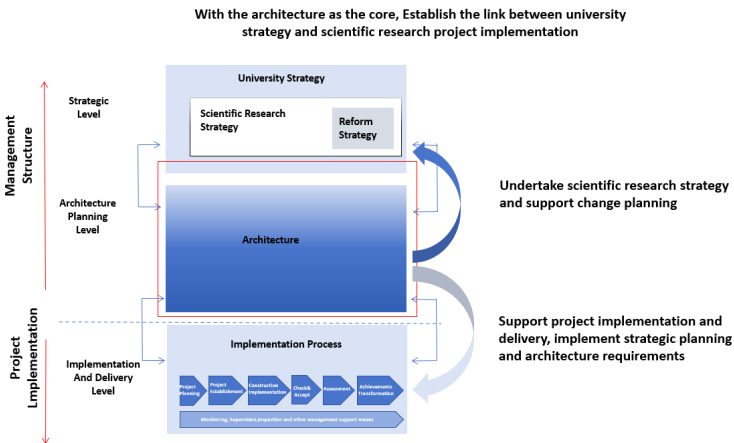 With the architecture as the core, Establish the link between university
strategy and scientific research project implementation
Management
Structure
Strategic
Level
University Strategy
Scientific Research
Strategy
Reform
Strategy
Architecture
Planning
Level
Architecture
Undertake scientific research strategy
and support change planning
Project
Lmplementation
Implementation
And Delivery
Level
Implementation Process
Project
Planning
Project
Establishment
Construction
Implementation
Check&
Accept
Assessment
Achievements
Transformation
Monitoring, Supervision,Inspection and other management support means
Support project implementation and
delivery, implement strategic planning
and architecture requirements